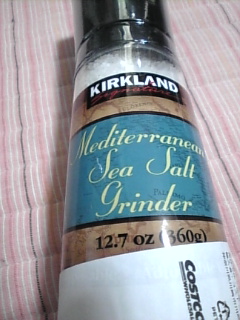 KIRKLAND
Signature
Mediterranean
Sea Salt
Grinder
12.7 oz (360g)
COSTCO